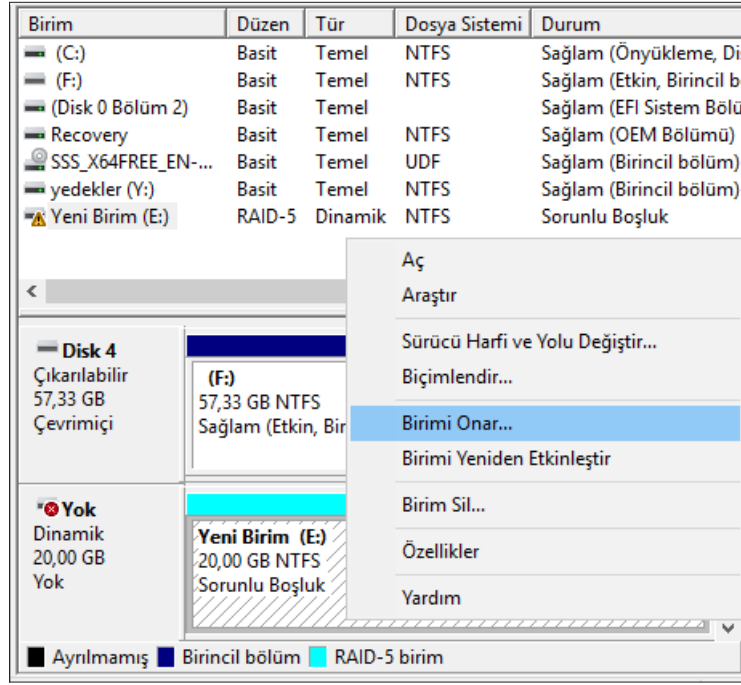 Birim Düzen Tür Dosya Sistemi Durum
(C:) Basit Temel NTFS Sağlam (Önyükleme,
(F:) Basit Temel NTFS Sağlam (Etkin, Birincil
(Disk 0 Bölüm 2) Basit Temel Sağlam (EFI Sistem
Recovery Basit Temel NTFS Sağlam (OEM Bölümü)
SSS_X64FREE_EN-... Basit Temel UDF Sağlam (Birincil bölüm)
yedekler (Y:) Basit Temel NTFS Sağlam (Birincil bölüm)
Yeni Birim (E:) RAID-5 Dinamik NTFS Sorunlu Boşluk
Aç
Araştır
Sürücü Harfi ve Yolu Değiştir...
Biçimlendir...
Birimi Onar...
Birimi Yeniden Etkinleştir
Birim Sil...
Özellikler
Yardım
Disk 4
Çıkarılabilir
57,33 GB
Çevrimiçi
(F:)
57,33 GB NTFS
Sağlam (Etkin,
Yok
Dinamik
20,00 GB
Yok
Yeni Birim (E:)
20,00 GB NTFS
Sorunlu Boşluk
Ayrılmamış Birincil bölüm RAID-5 birim